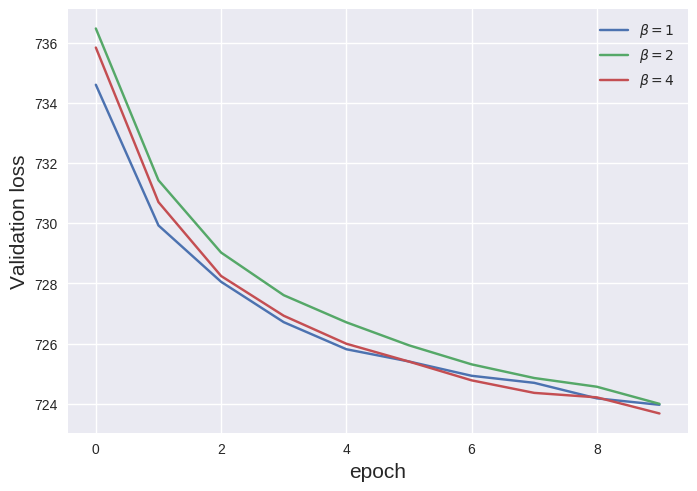 736
734
732
730
728
726
724
Validation loss
0 2 4 6 8
epoch
β = 1
β = 2
β = 4